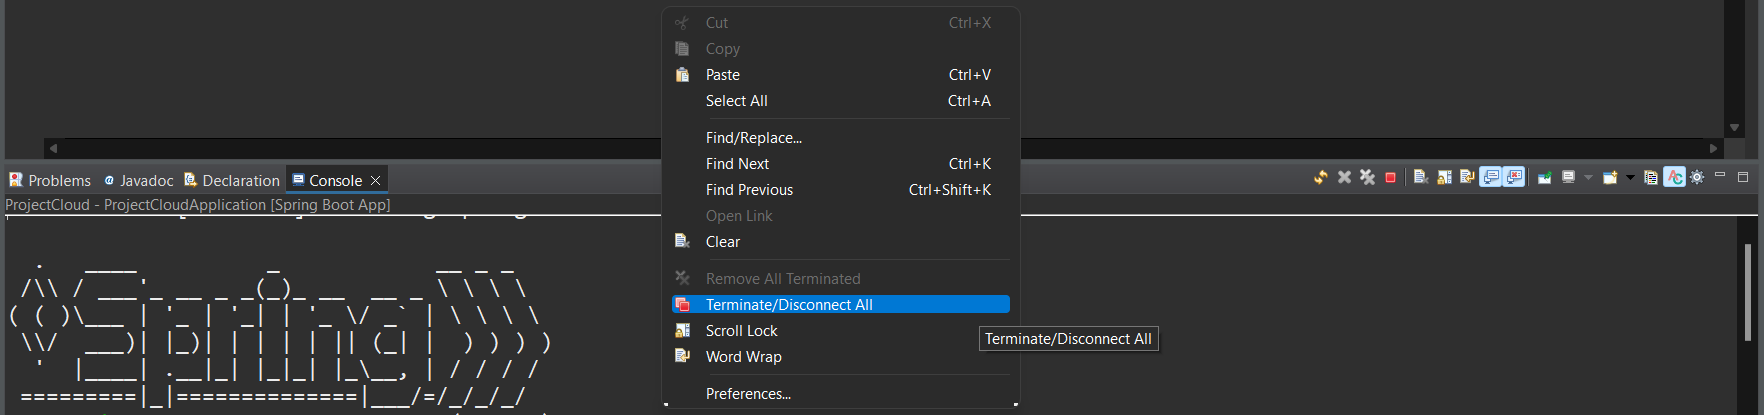 Cut Ctrl+X
Copy
Paste Ctrl+V
Select All Ctrl+A
Find/Replace...
Find Next Ctrl+K
Find Previous Ctrl+Shift+K
Open Link
Clear
Remove All Terminated
Terminate/Disconnect All
Scroll Lock
Word Wrap
Preferences...
Terminate/Disconnect All
Problems @ Javadoc Declaration Console
ProjectCloud - ProjectCloudApplication [Spring Boot App]
  .   ____          _            __ _ _
 /\\ / ___'_ __ _ _(_)_ __  __ _ \ \ \ \
( ( )\___ | '_ | '_| | '_ \/ _` | \ \ \ \
 \\/  ___)| |_)| | | | | || (_| |  ) ) ) )
  '  |____| .__|_| |_|_| |_\__, | / / / /
 =========|_|==============|___/=/_/_/_/